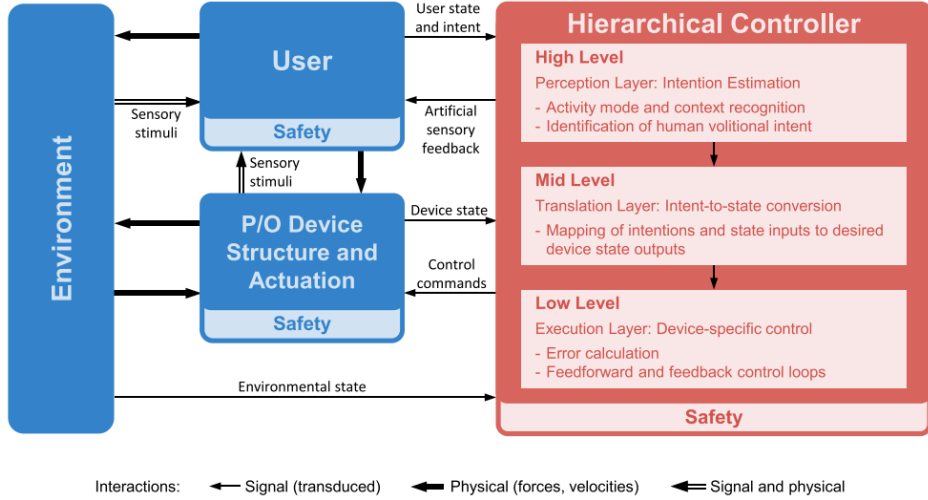 Environment
User
Safety
User state
and intent
Sensory
stimuli
Artificial
sensory
feedback
Sensory
stimuli
P/O Device
Structure and
Actuation
Safety
Device state
Control
commands
Environmental state
Hierarchical Controller
High Level
Perception Layer: Intention Estimation
- Activity mode and context recognition
- Identification of human volitional intent
Mid Level
Translation Layer: Intent-to-state conversion
- Mapping of intentions and state inputs to desired
device state outputs
Low Level
Execution Layer: Device-specific control
- Error calculation
- Feedforward and feedback control loops
Safety
Interactions: Signal (transduced) Physical (forces, velocities) Signal and physical